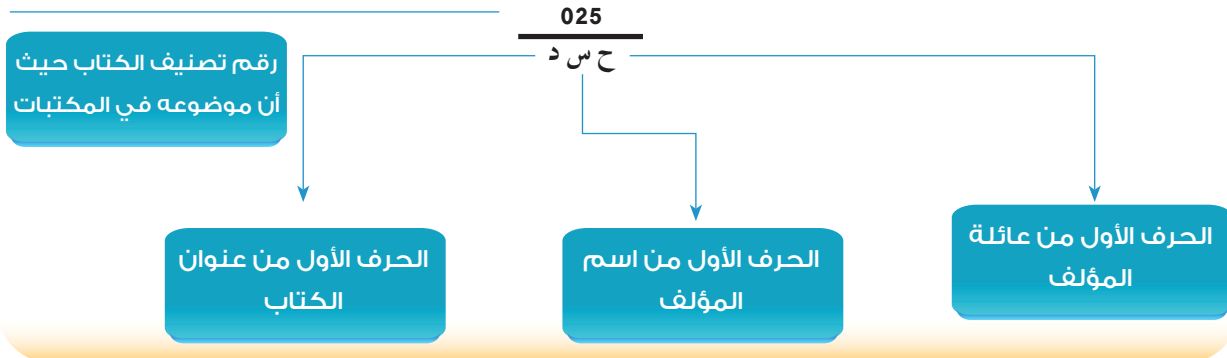 025
ح س د
رقم تصنيف الكتاب حيث
أن موضوعه في المكتبات
الحرف الأول من عائلة
المؤلف
الحرف الأول من اسم
المؤلف
الحرف الأول من عنوان
الكتاب